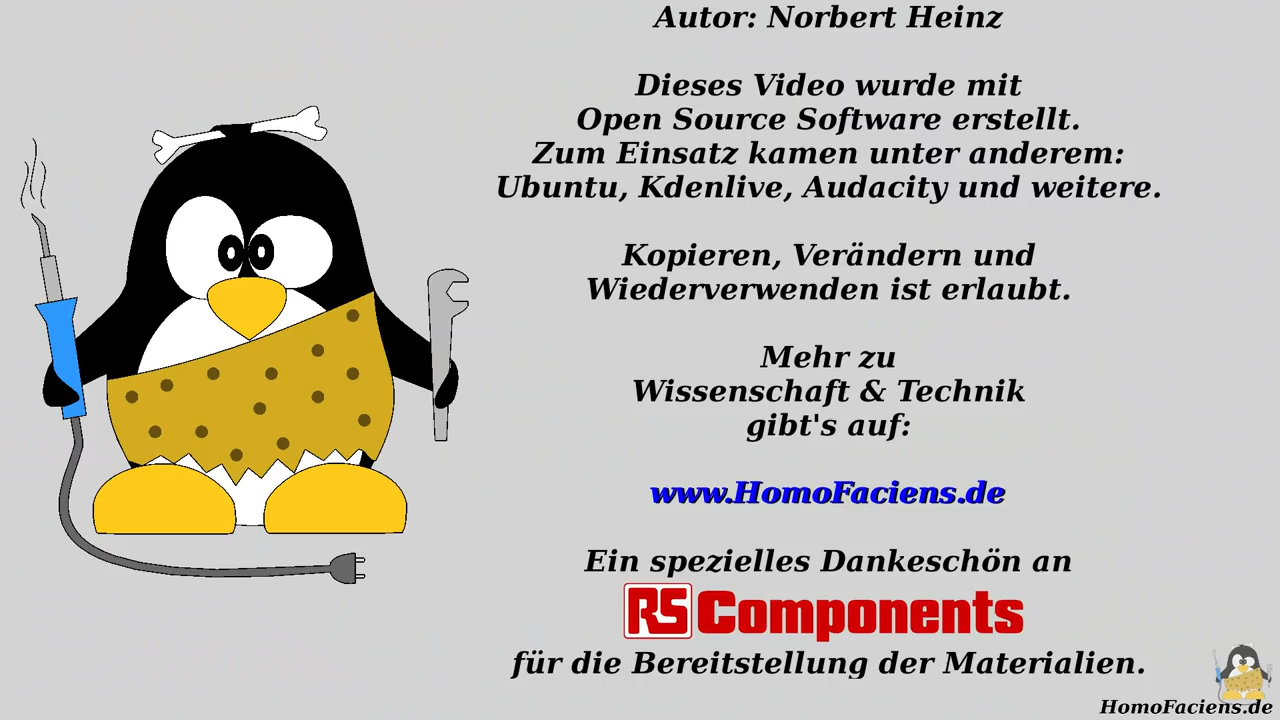 Autor: Norbert Heinz
Dieses Video wurde mit
Open Source Software erstellt.
Zum Einsatz kamen unter anderem:
Ubuntu, Kdenlive, Audacity und weitere.
Kopieren, Verändern und
Wiederverwenden ist erlaubt.
Mehr zu
Wissenschaft & Technik
gibt's auf:
www.HomoFaciens.de
Ein spezielles Dankeschön an
RS Components
für die Bereitstellung der Materialien.
HomoFaciens.de